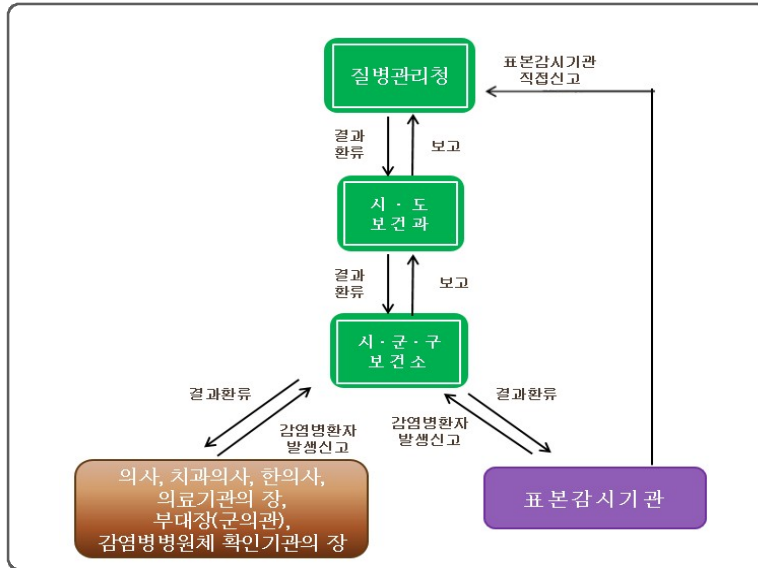 질병관리청
표본감시기관
직접신고
결과
환류
보고
시 · 도
보건과
결과
환류
보고
시 · 군 · 구
보건소
결과환류
감염병환자
발생신고
감염병환자
발생신고
결과환류
의사, 치과의사, 한의사,
의료기관의 장,
부대장(군의관),
감염병병원체 확인기관의 장
표본감시기관